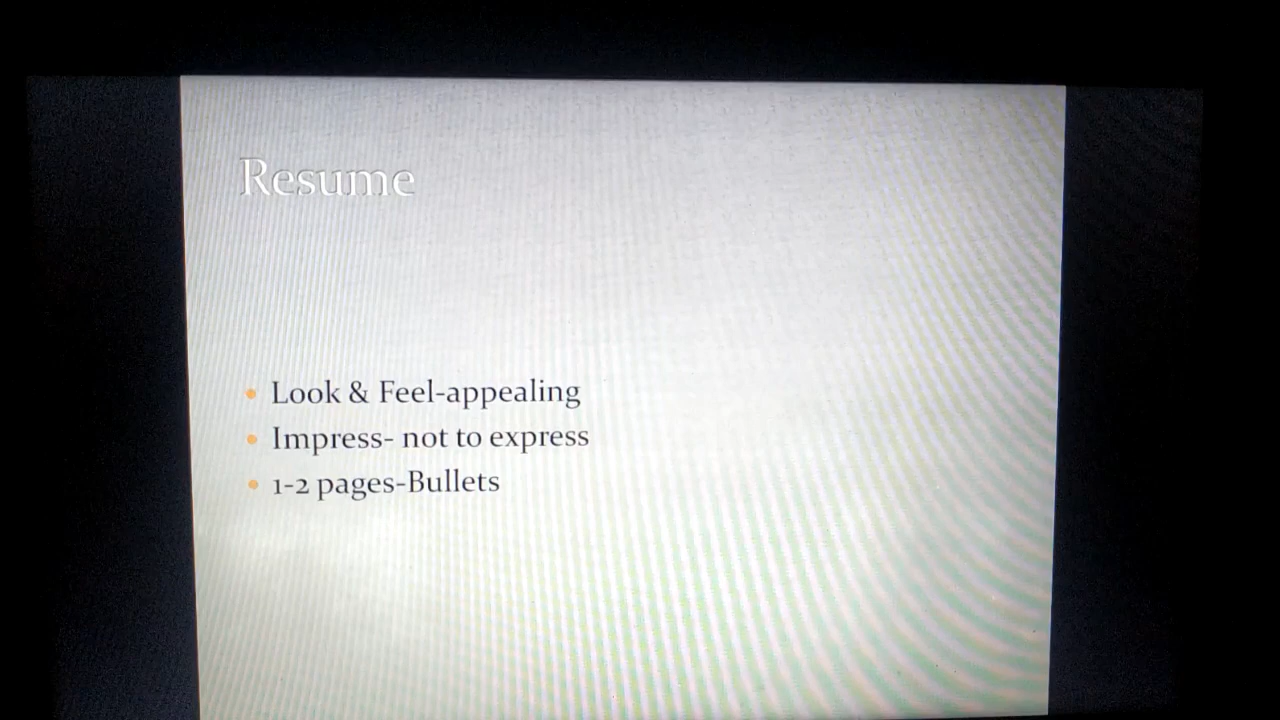 Resume
Look & Feel-appealing
Impress- not to express
1-2 pages-Bullets